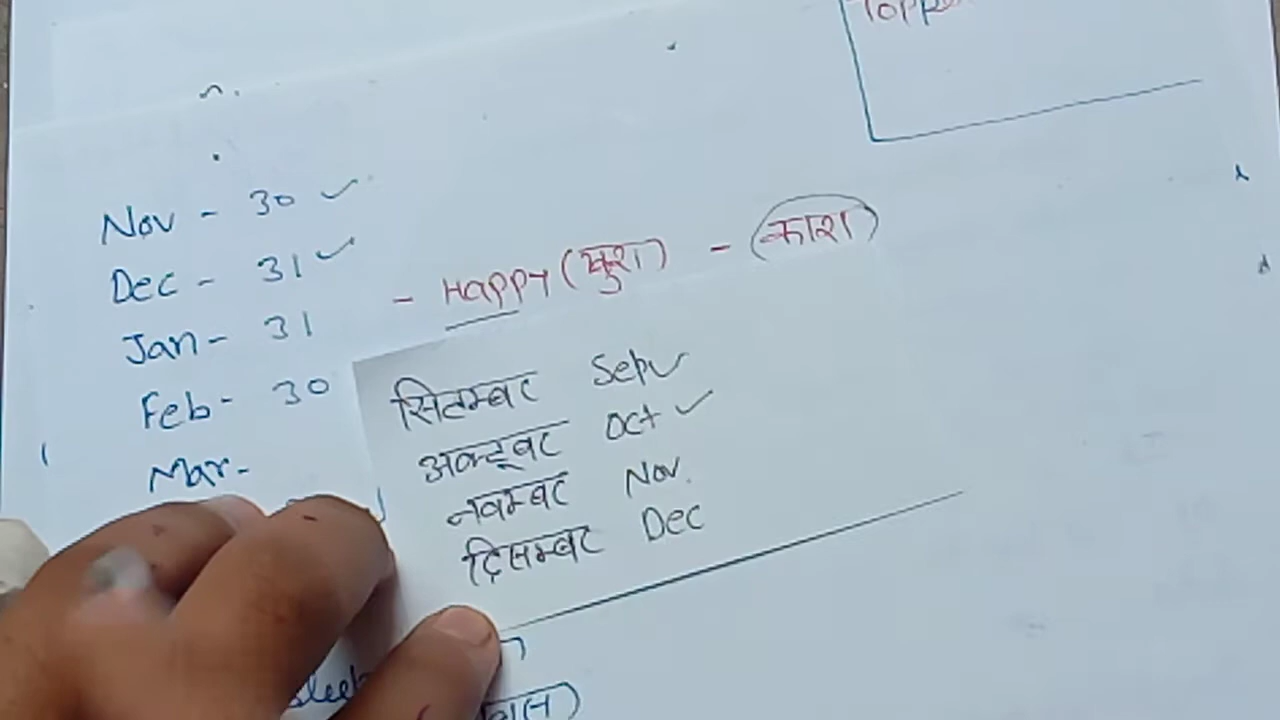 Nov - 30 ✓
Dec - 31 ✓
Jan - 31
Feb - 30
Mar -
- Happy (खुश) - (काश)
सितम्बर Sep ✓
अक्टूबर Oct ✓
नवम्बर Nov.
दिसम्बर Dec